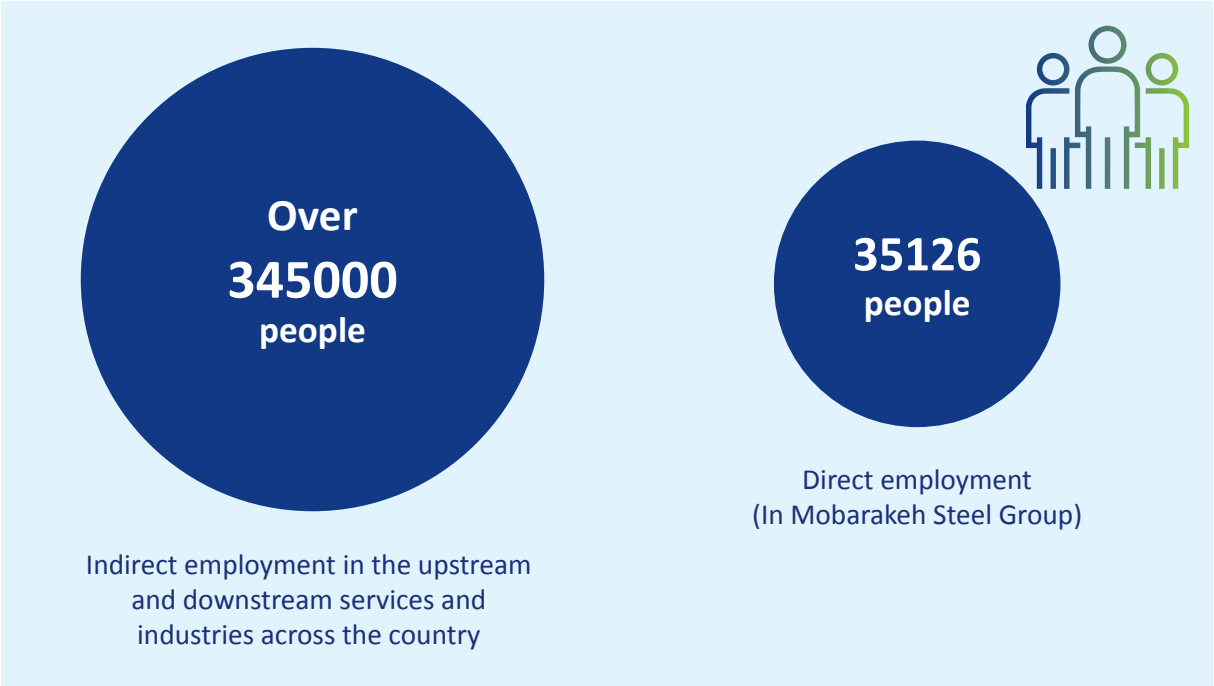 Over
345000
people
Indirect employment in the upstream
and downstream services and
industries across the country
35126
people
Direct employment
(In Mobarakeh Steel Group)